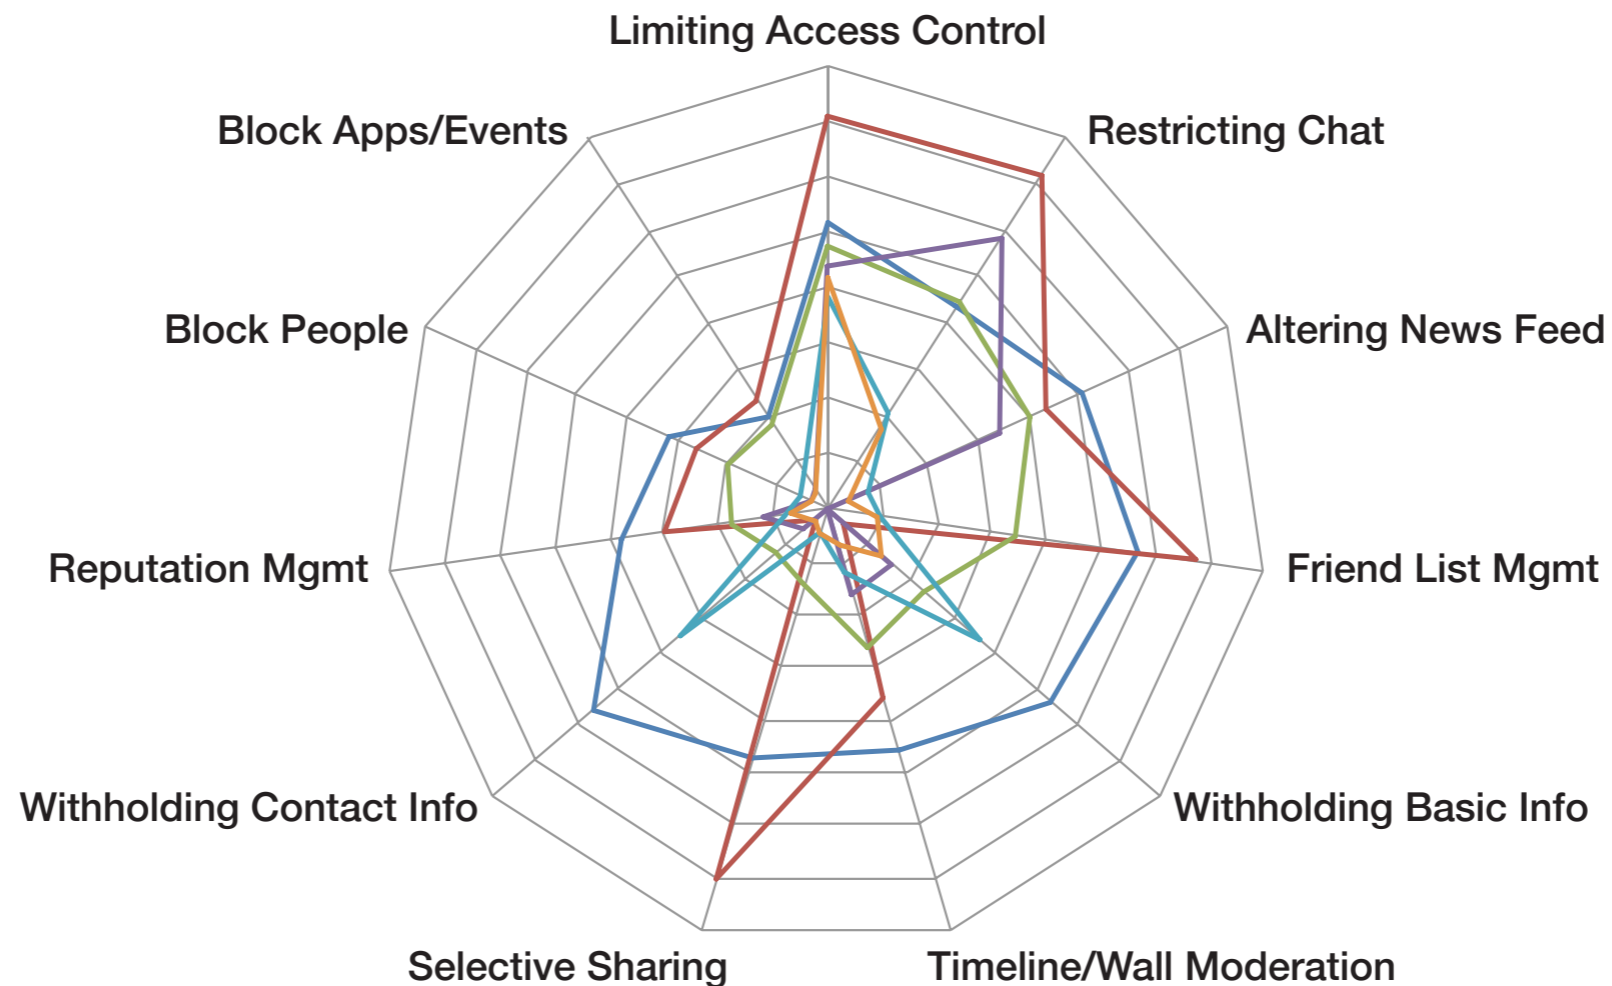 Limiting Access Control
Block Apps/Events
Restricting Chat
Block People
Altering News Feed
Reputation Mgmt
Friend List Mgmt
Withholding Contact Info
Withholding Basic Info
Selective Sharing
Timeline/Wall Moderation